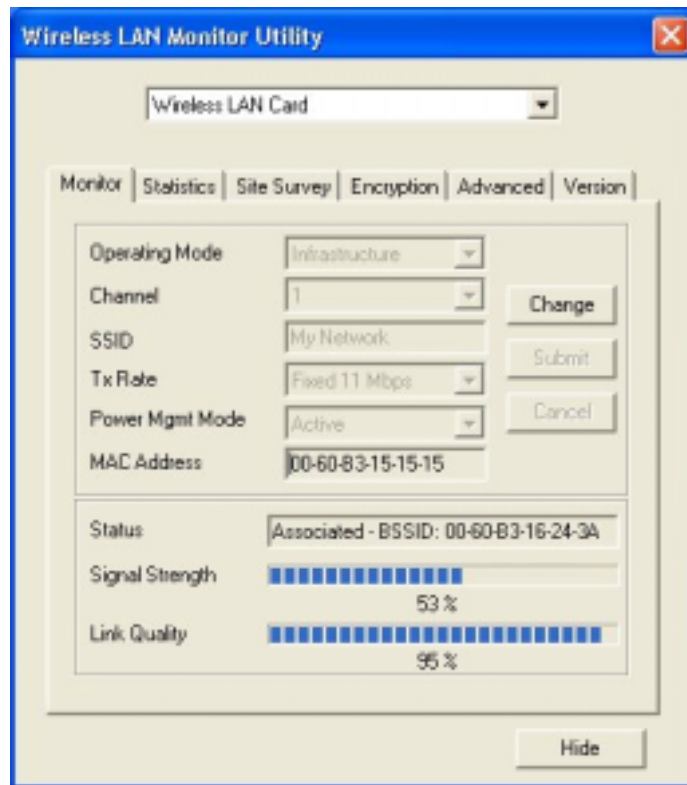 Wireless LAN Monitor Utility
Wireless LAN Card
Monitor Statistics Site Survey Encryption Advanced Version
Operating Mode Infrastructure
Channel 1
Change
SSID My Network
Submit
Tx Rate Fixed 11 Mbps
Power Mgmt Mode Active
Cancel
MAC Address 00-60-B3-15-15-15
Status Associated - BSSID: 00-60-B3-16-24-3A
Signal Strength
53 %
Link Quality
95 %
Hide